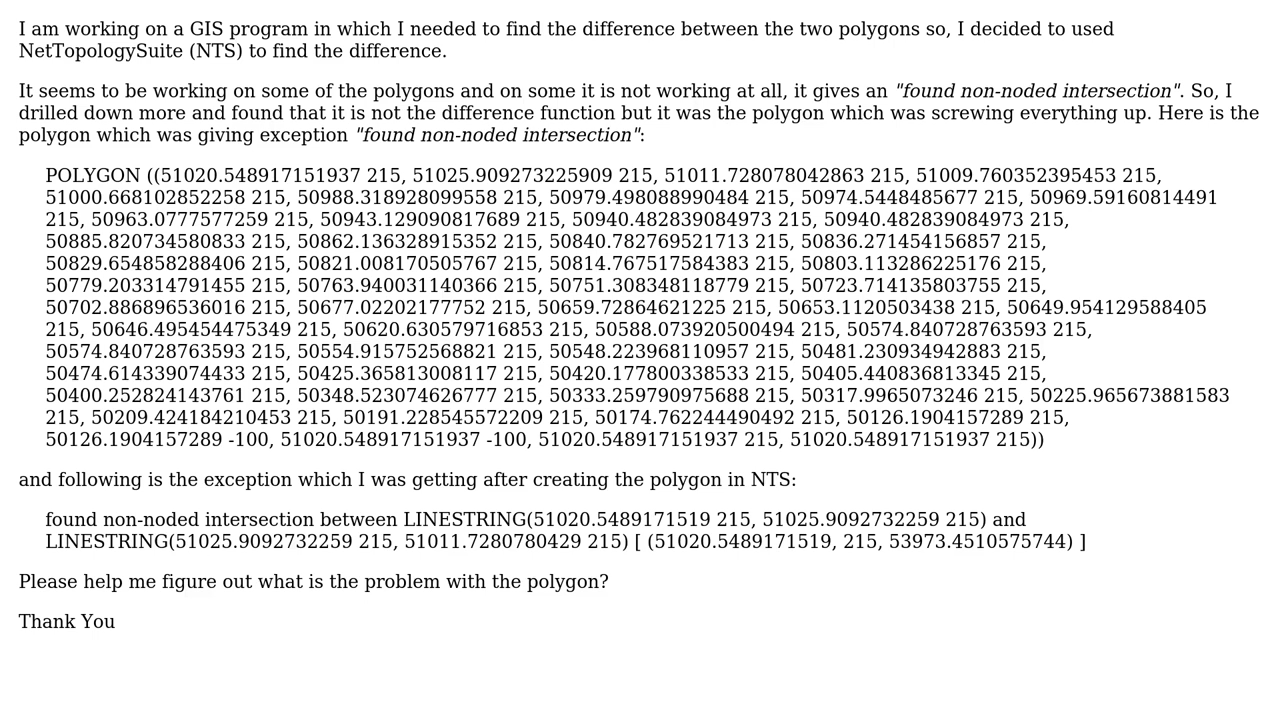 I am working on a GIS program in which I needed to find the difference between the two polygons so, I decided to used
NetTopologySuite (NTS) to find the difference.
It seems to be working on some of the polygons and on some it is not working at all, it gives an "found non-noded intersection". So, I
drilled down more and found that it is not the difference function but it was the polygon which was screwing everything up. Here is the
polygon which was giving exception "found non-noded intersection":
POLYGON ((51020.548917151937 215, 51025.909273225909 215, 51011.728078042863 215, 51009.760352395453 215,
51000.668102852258 215, 50988.318928099558 215, 50979.498088990484 215, 50974.5448485677 215, 50969.59160814491
215, 50963.0777577259 215, 50943.129090817689 215, 50940.482839084973 215, 50940.482839084973 215,
50885.820734580833 215, 50862.136328915352 215, 50840.782769521713 215, 50836.271454156857 215,
50829.654858288406 215, 50821.008170505767 215, 50814.767517584383 215, 50803.113286225176 215,
50779.203314791455 215, 50763.940031140366 215, 50751.308348118779 215, 50723.714135803755 215,
50702.886896536016 215, 50677.02202177752 215, 50659.72864621225 215, 50653.1120503438 215, 50649.954129588405
215, 50646.495454475349 215, 50620.630579716853 215, 50588.073920500494 215, 50574.840728763593 215,
50574.840728763593 215, 50554.915752568821 215, 50548.223968110957 215, 50481.230934942883 215,
50474.614339074433 215, 50425.365813008117 215, 50420.177800338533 215, 50405.440836813345 215,
50400.252824143761 215, 50348.523074626777 215, 50333.259790975688 215, 50317.9965073246 215, 50225.965673881583
215, 50209.424184210453 215, 50191.228545572209 215, 50174.762244490492 215, 50126.1904157289 215,
50126.1904157289 -100, 51020.548917151937 -100, 51020.548917151937 215, 51020.548917151937 215))
and following is the exception which I was getting after creating the polygon in NTS:
found non-noded intersection between LINESTRING(51020.5489171519 215, 51025.9092732259 215) and
LINESTRING(51025.9092732259 215, 51011.7280780429 215) [ (51020.5489171519, 215, 53973.4510575744) ]
Please help me figure out what is the problem with the polygon?
Thank You